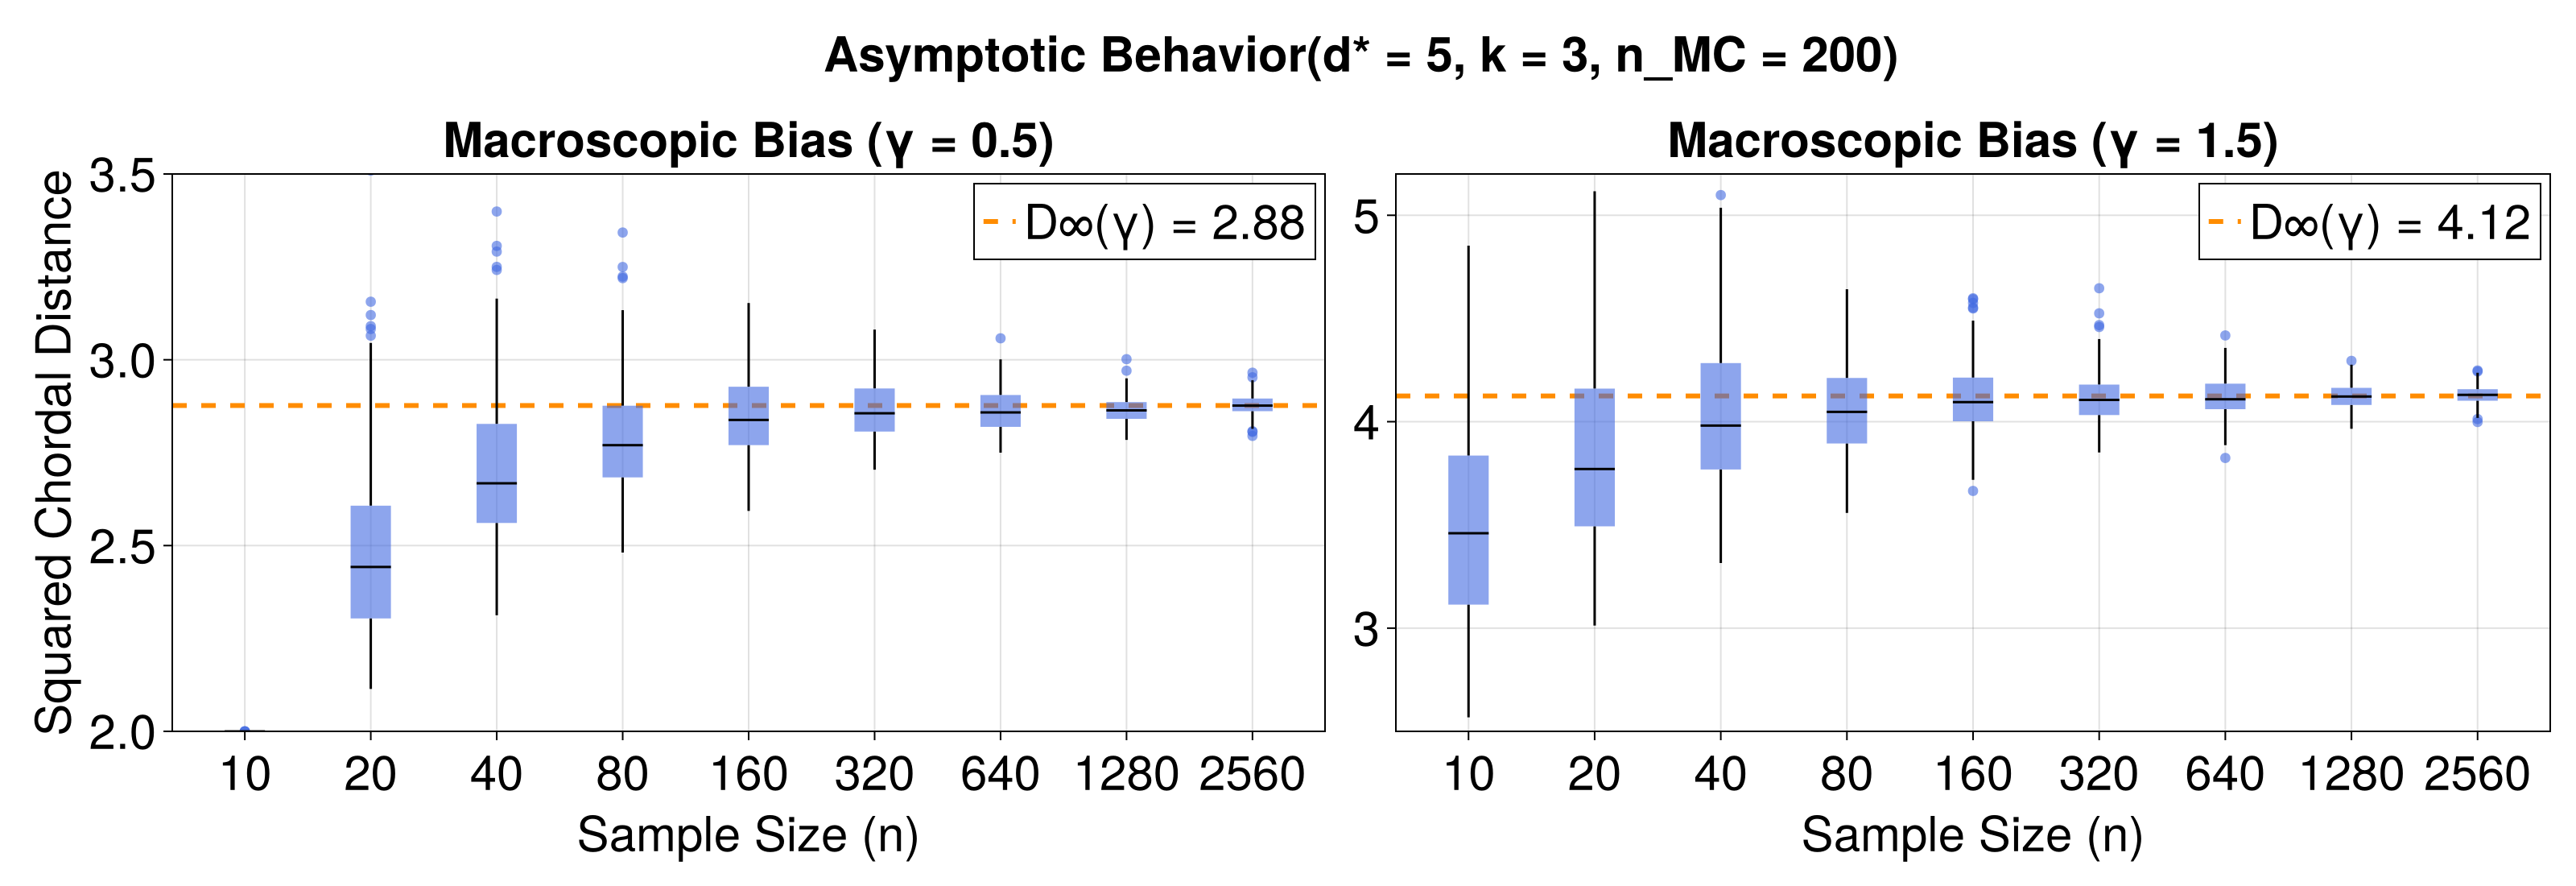 Asymptotic Behavior(d* = 5, k = 3, n_MC = 200)
Macroscopic Bias (γ = 0.5)
Squared Chordal Distance
3.5
3.0
2.5
2.0
D∞(γ) = 2.88
10 20 40 80 160 320 640 1280 2560
Sample Size (n)
Macroscopic Bias (γ = 1.5)
5
4
3
D∞(γ) = 4.12
10 20 40 80 160 320 640 1280 2560
Sample Size (n)